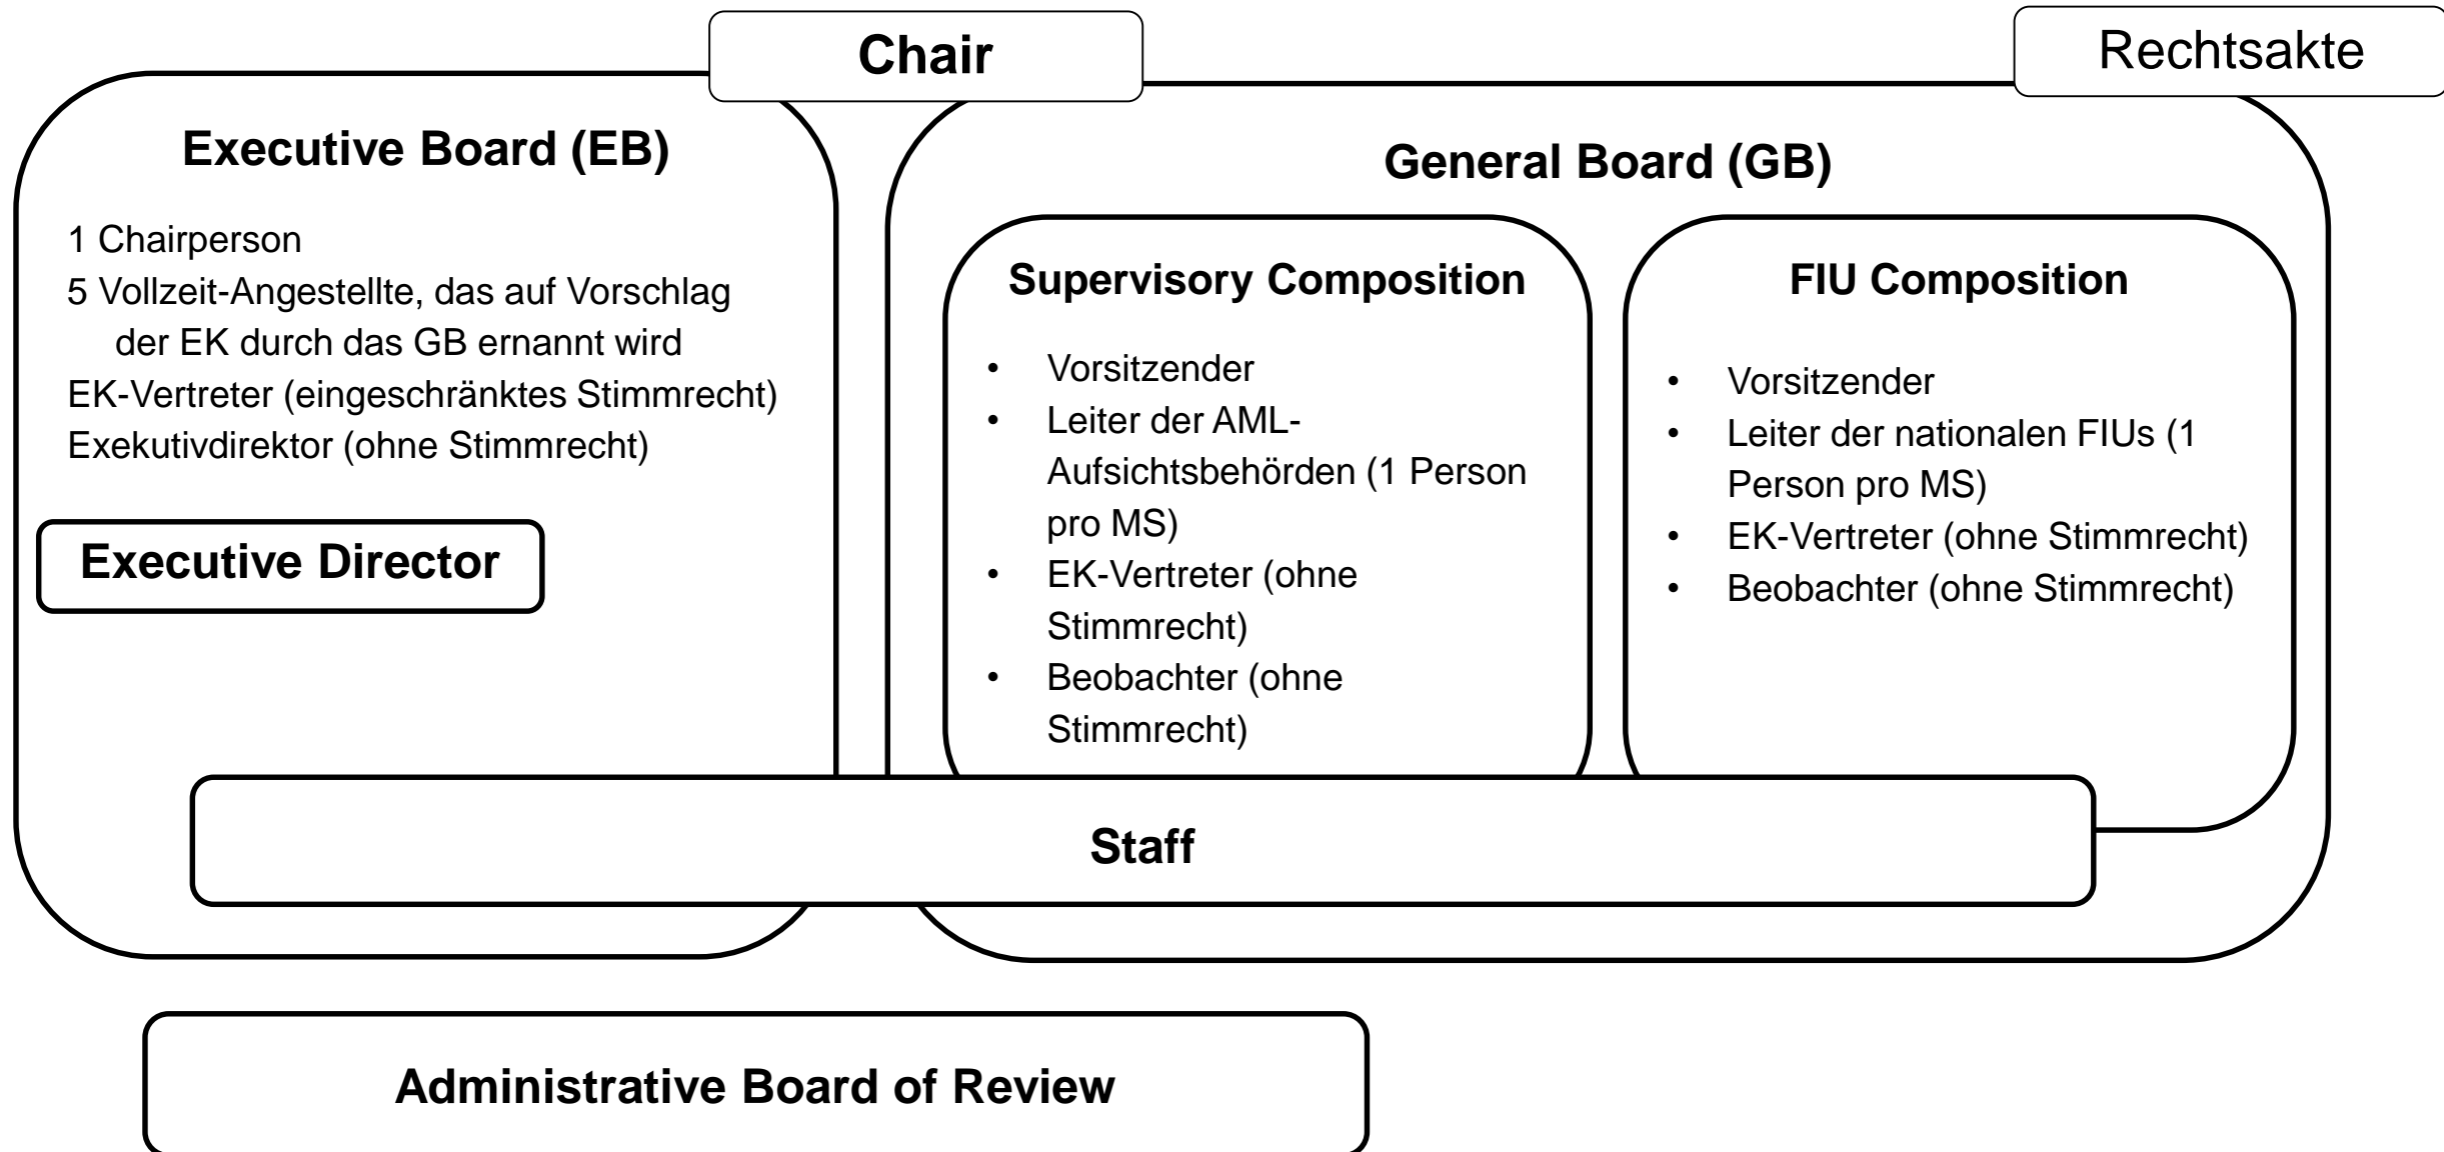 Chair
Rechtsakte
Executive Board (EB)
1 Chairperson
5 Vollzeit-Angestellte, das auf Vorschlag
der EK durch das GB ernannt wird
EK-Vertreter (eingeschränktes Stimmrecht)
Exekutivdirektor (ohne Stimmrecht)
Executive Director
General Board (GB)
Supervisory Composition
• Vorsitzender
• Leiter der AML-
Aufsichtsbehörden (1 Person
pro MS)
• EK-Vertreter (ohne
Stimmrecht)
• Beobachter (ohne
Stimmrecht)
FIU Composition
• Vorsitzender
• Leiter der nationalen FIUs (1
Person pro MS)
• EK-Vertreter (ohne Stimmrecht)
• Beobachter (ohne Stimmrecht)
Staff
Administrative Board of Review